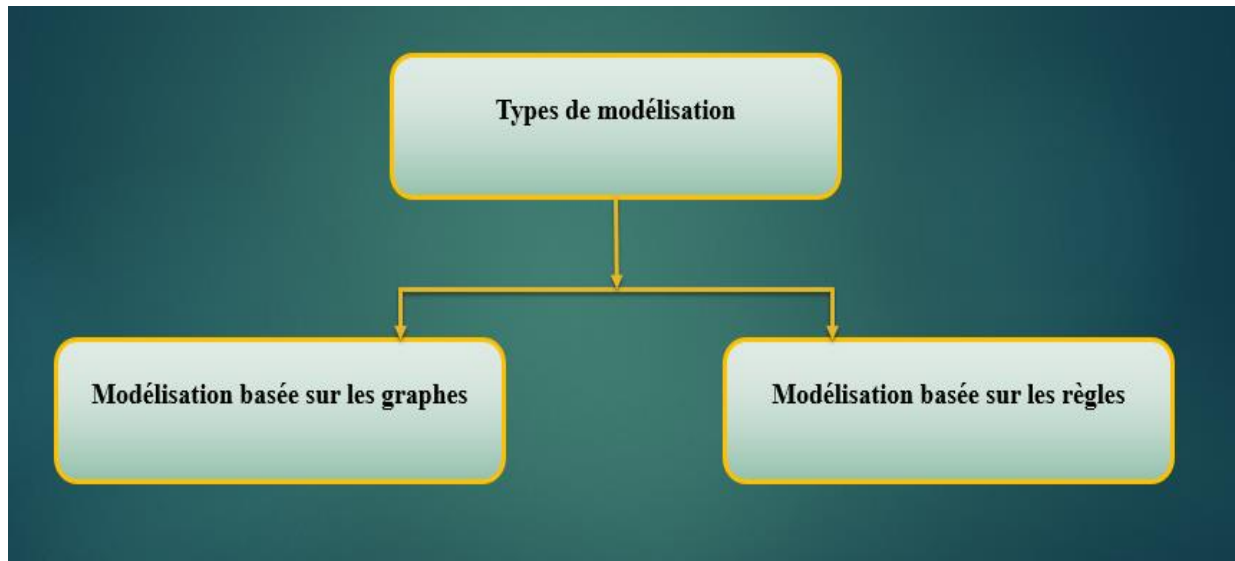 Types de modélisation
Modélisation basée sur les graphes
Modélisation basée sur les règles